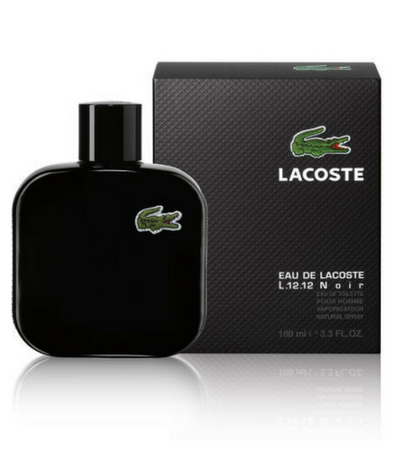 LACOSTE
EAU DE LACOSTE
L.12.12 Noir
EAU DE TOILETTE
POUR HOMME
VAPORISATEUR
NATURAL SPRAY
100 ml e 3.3 FL.OZ.